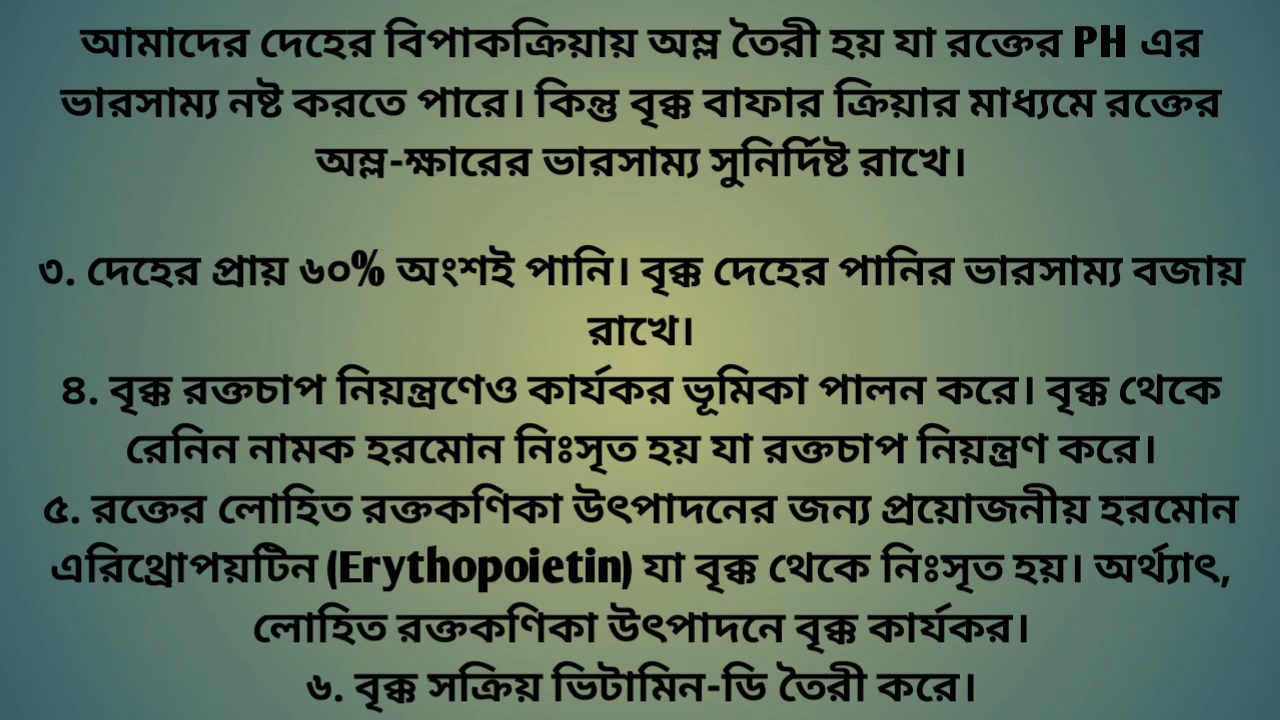 আমাদের দেহের বিপাকক্রিয়ায় অম্ল তৈরী হয় যা রক্তের PH এর
ভারসাম্য নষ্ট করতে পারে। কিন্তু বৃক্ক বাফার ক্রিয়ার মাধ্যমে রক্তের
অম্ল-ক্ষারের ভারসাম্য সুনির্দিষ্ট রাখে।
৩. দেহের প্রায় ৬০% অংশই পানি। বৃক্ক দেহের পানির ভারসাম্য বজায়
রাখে।
৪. বৃক্ক রক্তচাপ নিয়ন্ত্রণেও কার্যকর ভূমিকা পালন করে। বৃক্ক থেকে
রেনিন নামক হরমোন নিঃসৃত হয় যা রক্তচাপ নিয়ন্ত্রণ করে।
৫. রক্তের লোহিত রক্তকণিকা উৎপাদনের জন্য প্রয়োজনীয় হরমোন
এরিথ্রোপয়টিন (Erythopoietin) যা বৃক্ক থেকে নিঃসৃত হয়। অর্থ্যাৎ,
লোহিত রক্তকণিকা উৎপাদনে বৃক্ক কার্যকর।
৬. বৃক্ক সক্রিয় ভিটামিন-ডি তৈরী করে।